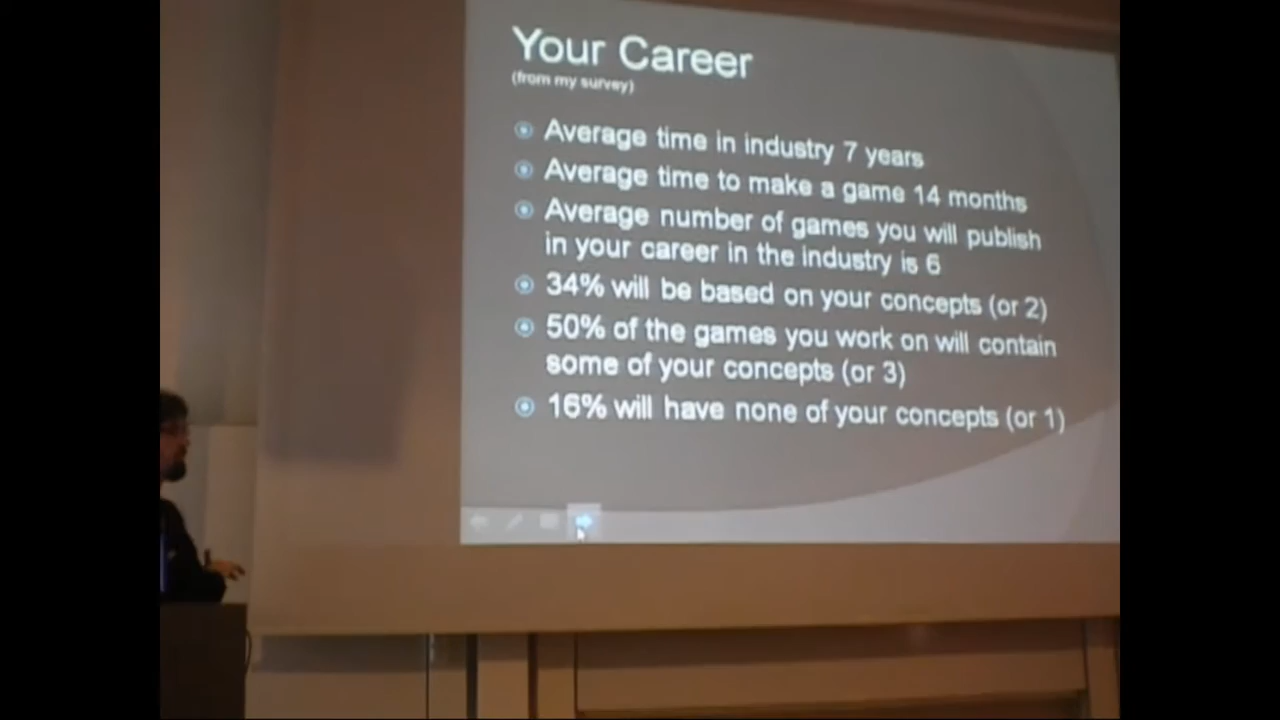 Your Career
(from my survey)
Average time in industry 7 years
Average time to make a game 14 months
Average number of games you will publish
in your career in the industry is 6
34% will be based on your concepts (or 2)
50% of the games you work on will contain
some of your concepts (or 3)
16% will have none of your concepts (or 1)